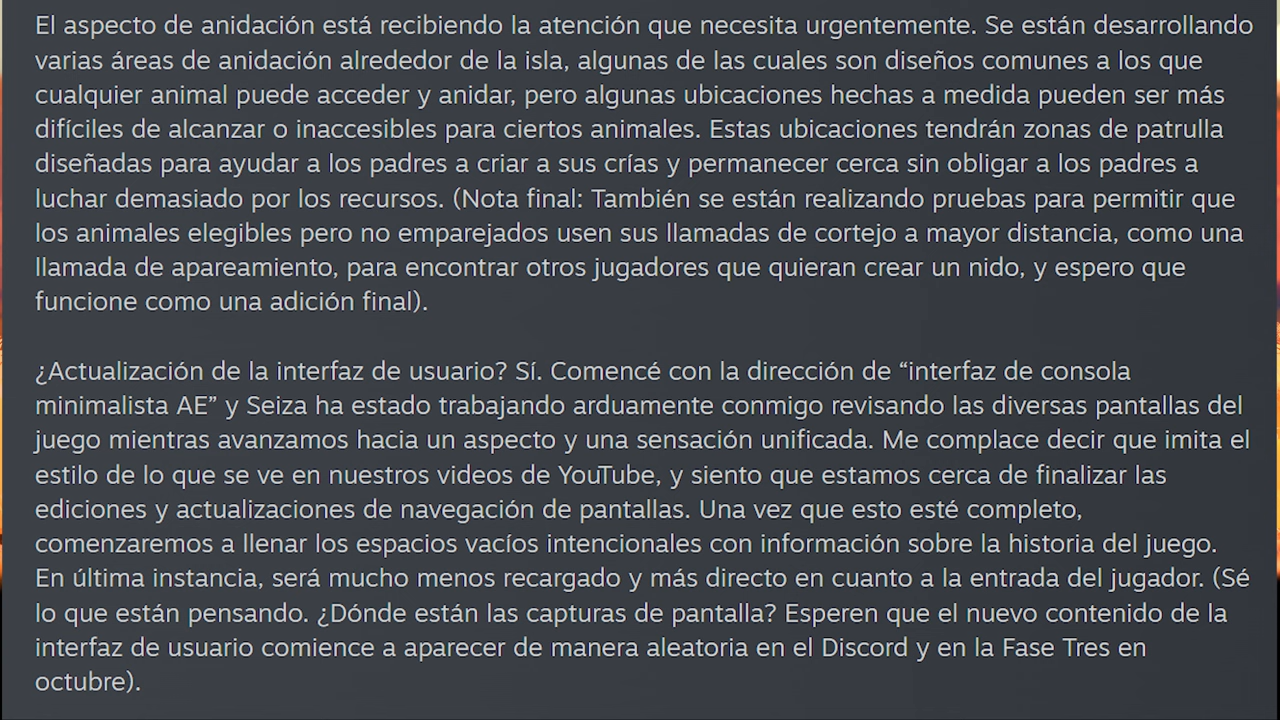 El aspecto de anidación está recibiendo la atención que necesita urgentemente. Se están desarrollando
varias áreas de anidación alrededor de la isla, algunas de las cuales son diseños comunes a los que
cualquier animal puede acceder y anidar, pero algunas ubicaciones hechas a medida pueden ser más
difíciles de alcanzar o inaccesibles para ciertos animales. Estas ubicaciones tendrán zonas de patrulla
diseñadas para ayudar a los padres a criar a sus crías y permanecer cerca sin obligar a los padres a
luchar demasiado por los recursos. (Nota final: También se están realizando pruebas para permitir que
los animales elegibles pero no emparejados usen sus llamadas de cortejo a mayor distancia, como una
llamada de apareamiento, para encontrar otros jugadores que quieran crear un nido, y espero que
funcione como una adición final).
¿Actualización de la interfaz de usuario? Sí. Comencé con la dirección de “interfaz de consola
minimalista AE” y Seiza ha estado trabajando arduamente conmigo revisando las diversas pantallas del
juego mientras avanzamos hacia un aspecto y una sensación unificada. Me complace decir que imita el
estilo de lo que se ve en nuestros videos de YouTube, y siento que estamos cerca de finalizar las
ediciones y actualizaciones de navegación de pantallas. Una vez que esto esté completo,
comenzaremos a llenar los espacios vacíos intencionales con información sobre la historia del juego.
En última instancia, será mucho menos recargado y más directo en cuanto a la entrada del jugador. (Sé
lo que están pensando. ¿Dónde están las capturas de pantalla? Esperen que el nuevo contenido de la
interfaz de usuario comience a aparecer de manera aleatoria en el Discord y en la Fase Tres en
octubre).